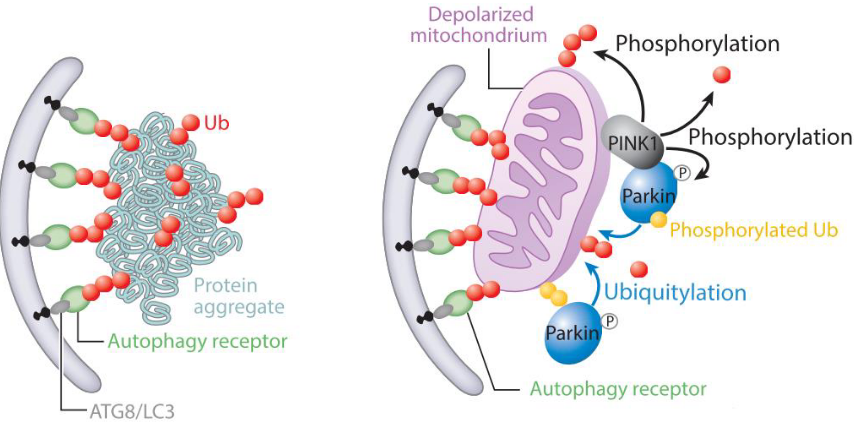 Ub
Protein
aggregate
Autophagy receptor
ATG8/LC3
Depolarized
mitochondrium
Phosphorylation
PINK1
Phosphorylation
P
Parkin
Phosphorylated Ub
Ubiquitylation
P
Parkin
Autophagy receptor